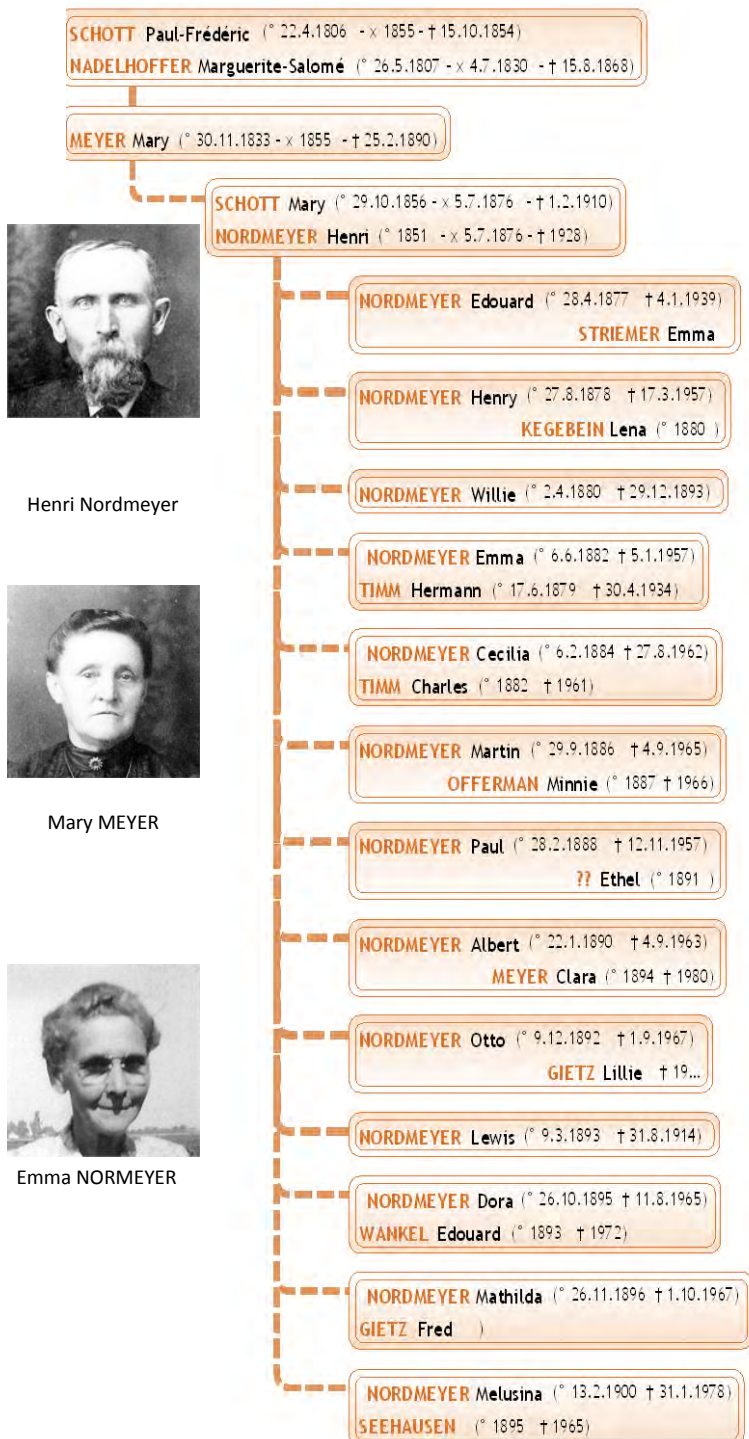 SCHOTT Paul-Frédéric (° 22.4.1806 - x 1855 - † 15.10.1854)
NADELHOFFER Marguerite-Salomé (° 26.5.1807 - x 4.7.1830 - † 15.8.1868)
MEYER Mary (° 30.11.1833 - x 1855 - † 25.2.1890)
SCHOTT Mary (° 29.10.1856 - x 5.7.1876 - † 1.2.1910)
NORDMEYER Henri (° 1851 - x 5.7.1876 - † 1928)
NORDMEYER Edouard (° 28.4.1877 † 4.1.1939)
STRIEMER Emma
NORDMEYER Henry (° 27.8.1878 † 17.3.1957)
KEGEBEIN Lena (° 1880 )
Henri Nordmeyer
NORDMEYER Willie (° 2.4.1880 † 29.12.1893)
NORDMEYER Emma (° 6.6.1882 † 5.1.1957)
TIMM Hermann (° 17.6.1879 † 30.4.1934)
NORDMEYER Cecilia (° 6.2.1884 † 27.8.1962)
TIMM Charles (° 1882 † 1961)
NORDMEYER Martin (° 29.9.1886 † 4.9.1965)
OFFERMAN Minnie (° 1887 † 1966)
Mary MEYER
NORDMEYER Paul (° 28.2.1888 † 12.11.1957)
?? Ethel (° 1891 )
NORDMEYER Albert (° 22.1.1890 † 4.9.1963)
MEYER Clara (° 1894 † 1980)
NORDMEYER Otto (° 9.12.1892 † 1.9.1967)
GIETZ Lillie † 19...
NORDMEYER Lewis (° 9.3.1893 † 31.8.1914)
Emma NORMEYER
NORDMEYER Dora (° 26.10.1895 † 11.8.1965)
WANKEL Edouard (° 1893 † 1972)
NORDMEYER Mathilda (° 26.11.1896 † 1.10.1967)
GIETZ Fred )
NORDMEYER Melusina (° 13.2.1900 † 31.1.1978)
SEEHAUSEN (° 1895 † 1965)